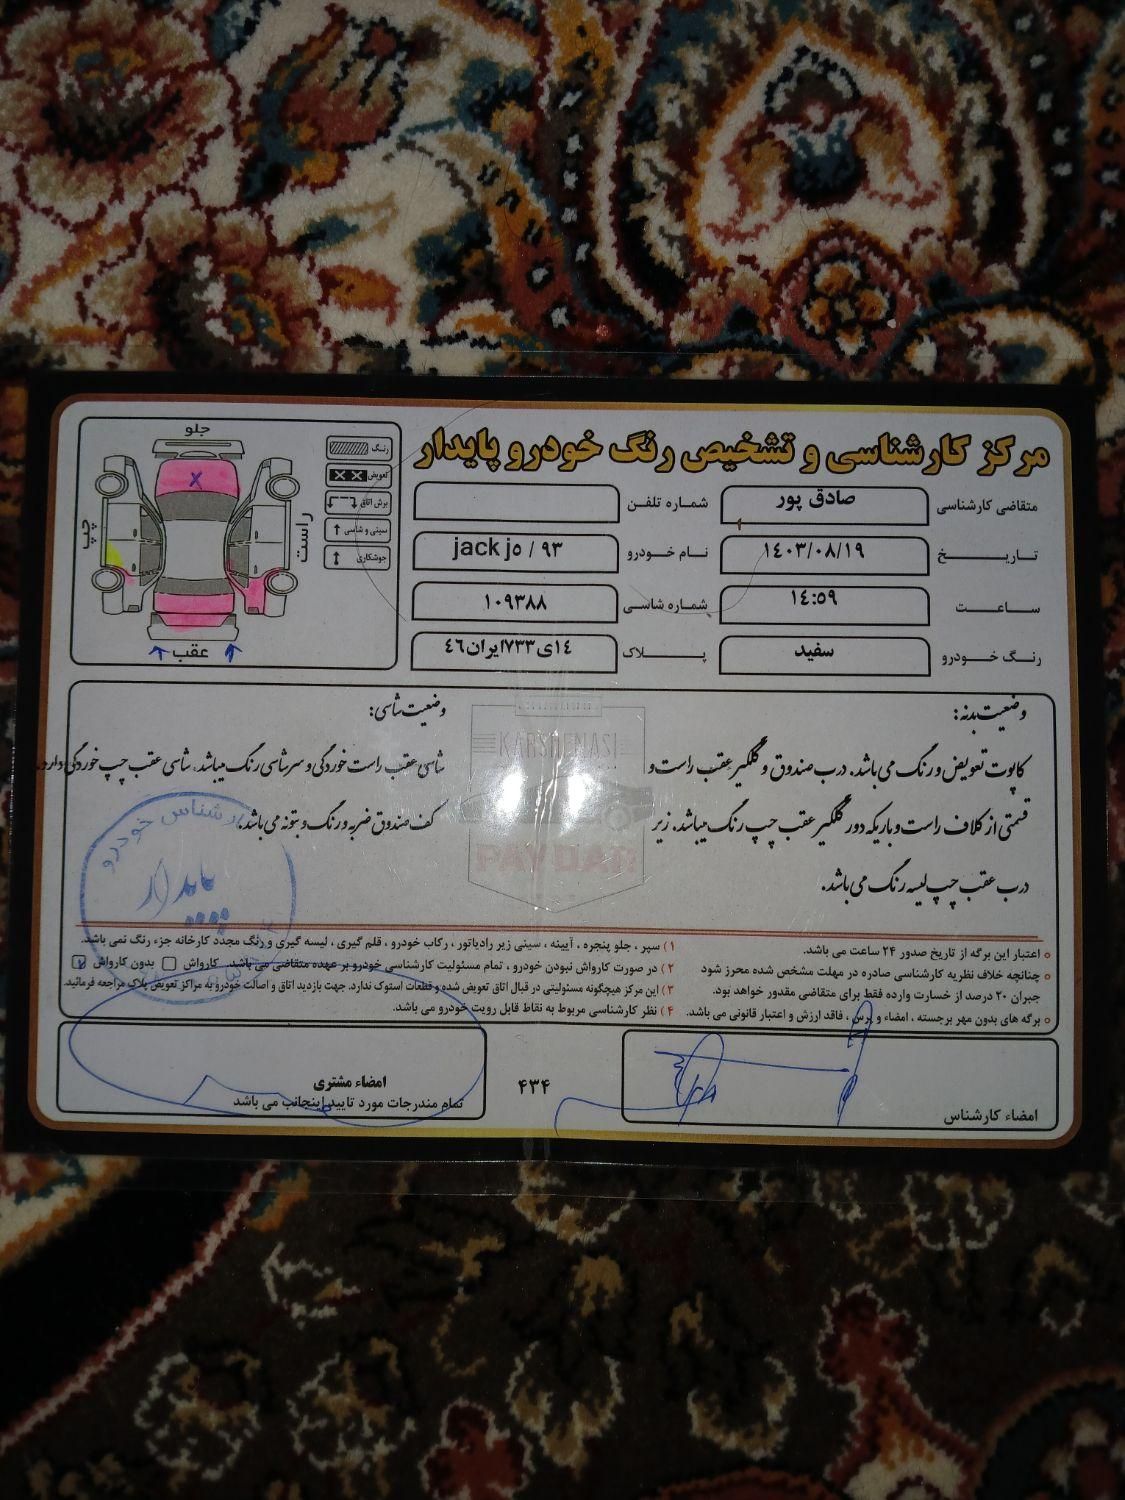 مرکز کارشناسی و تشخیص رنگ خودرو پایدار
متقاضی کارشناسی صادق پور شماره تلفن
تاریخ ۱٤۰۳/۰۸/۱۹ نام خودرو jack j۵ / ۹۳
ساعت ۱٤:۵۹ شماره شاسی ۱۰۹۳۸۸
رنگ خودرو سفید پلاک ۱٤ی۷۳۳ایران٤٦
جلو
چپ
راست
عقب
رنگ
تعویض
برش اتاق
سینی و شاسی
جوشکاری
وضعیت بدنه:
کاپوت تعویض و رنگ می باشد. درب صندوق و گلگیر عقب راست و
قسمتی از کلاف راست و باریکه دور گلگیر عقب چپ رنگ میباشد. زیر
درب عقب چپ لیسه رنگ می باشد.
وضعیت شاسی:
شاسی عقب راست خوردگی و سرشاسی رنگ میباشد، شاسی عقب چپ خوردگی دارد.
کف صندوق ضربه و رنگ و بتونه می باشد.
KARSHENASI
PAYDAR
کارشناس خودرو
پایدار
اعتبار این برگه از تاریخ صدور ۲۴ ساعت می باشد.
چنانچه خلاف نظریه کارشناسی صادره در مهلت مشخص شده محرز شود
جبران ۲۰ درصد از خسارت وارده فقط برای متقاضی مقدور خواهد بود.
برگه های بدون مهر برجسته ، امضاء و پرس ، فاقد ارزش و اعتبار قانونی می باشد.
۱ ) سپر ، جلو پنجره ، آیینه ، سینی زیر رادیاتور ، رکاب خودرو ، قلم گیری ، لیسه گیری و رنگ مجدد کارخانه جزء رنگ نمی باشد.
۲ ) در صورت کارواش نبودن خودرو ، تمام مسئولیت کارشناسی خودرو بر عهده متقاضی می باشد. کارواش بدون کارواش
۳ ) این مرکز هیچگونه مسئولیتی در قبال اتاق تعویض شده و قطعات استوک ندارد. جهت بازدید اتاق و اصالت خودرو به مراکز تعویض پلاک مراجعه فرمائید.
۴ ) نظر کارشناسی مربوط به نقاط قابل رویت خودرو می باشد.
امضاء کارشناس
۴۳۴
امضاء مشتری
تمام مندرجات مورد تایید اینجانب می باشد